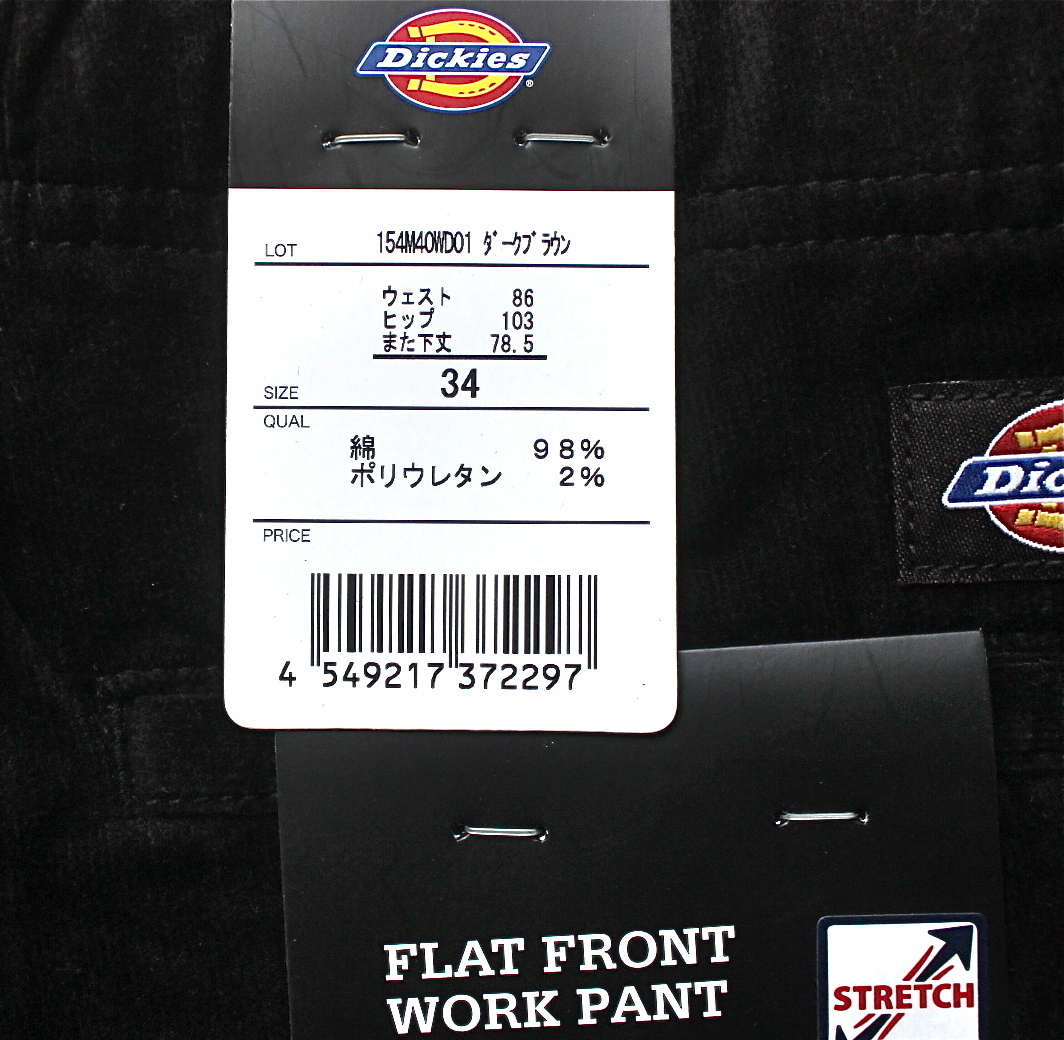 Dickies
®
LOT 154M40WD01 ダークブラウン
ウェスト 86
ヒップ 103
また下丈 78.5
SIZE 34
QUAL
綿 98%
ポリウレタン 2%
PRICE
4 549217 372297
Dic
FLAT FRONT
WORK PANT
STRETCH